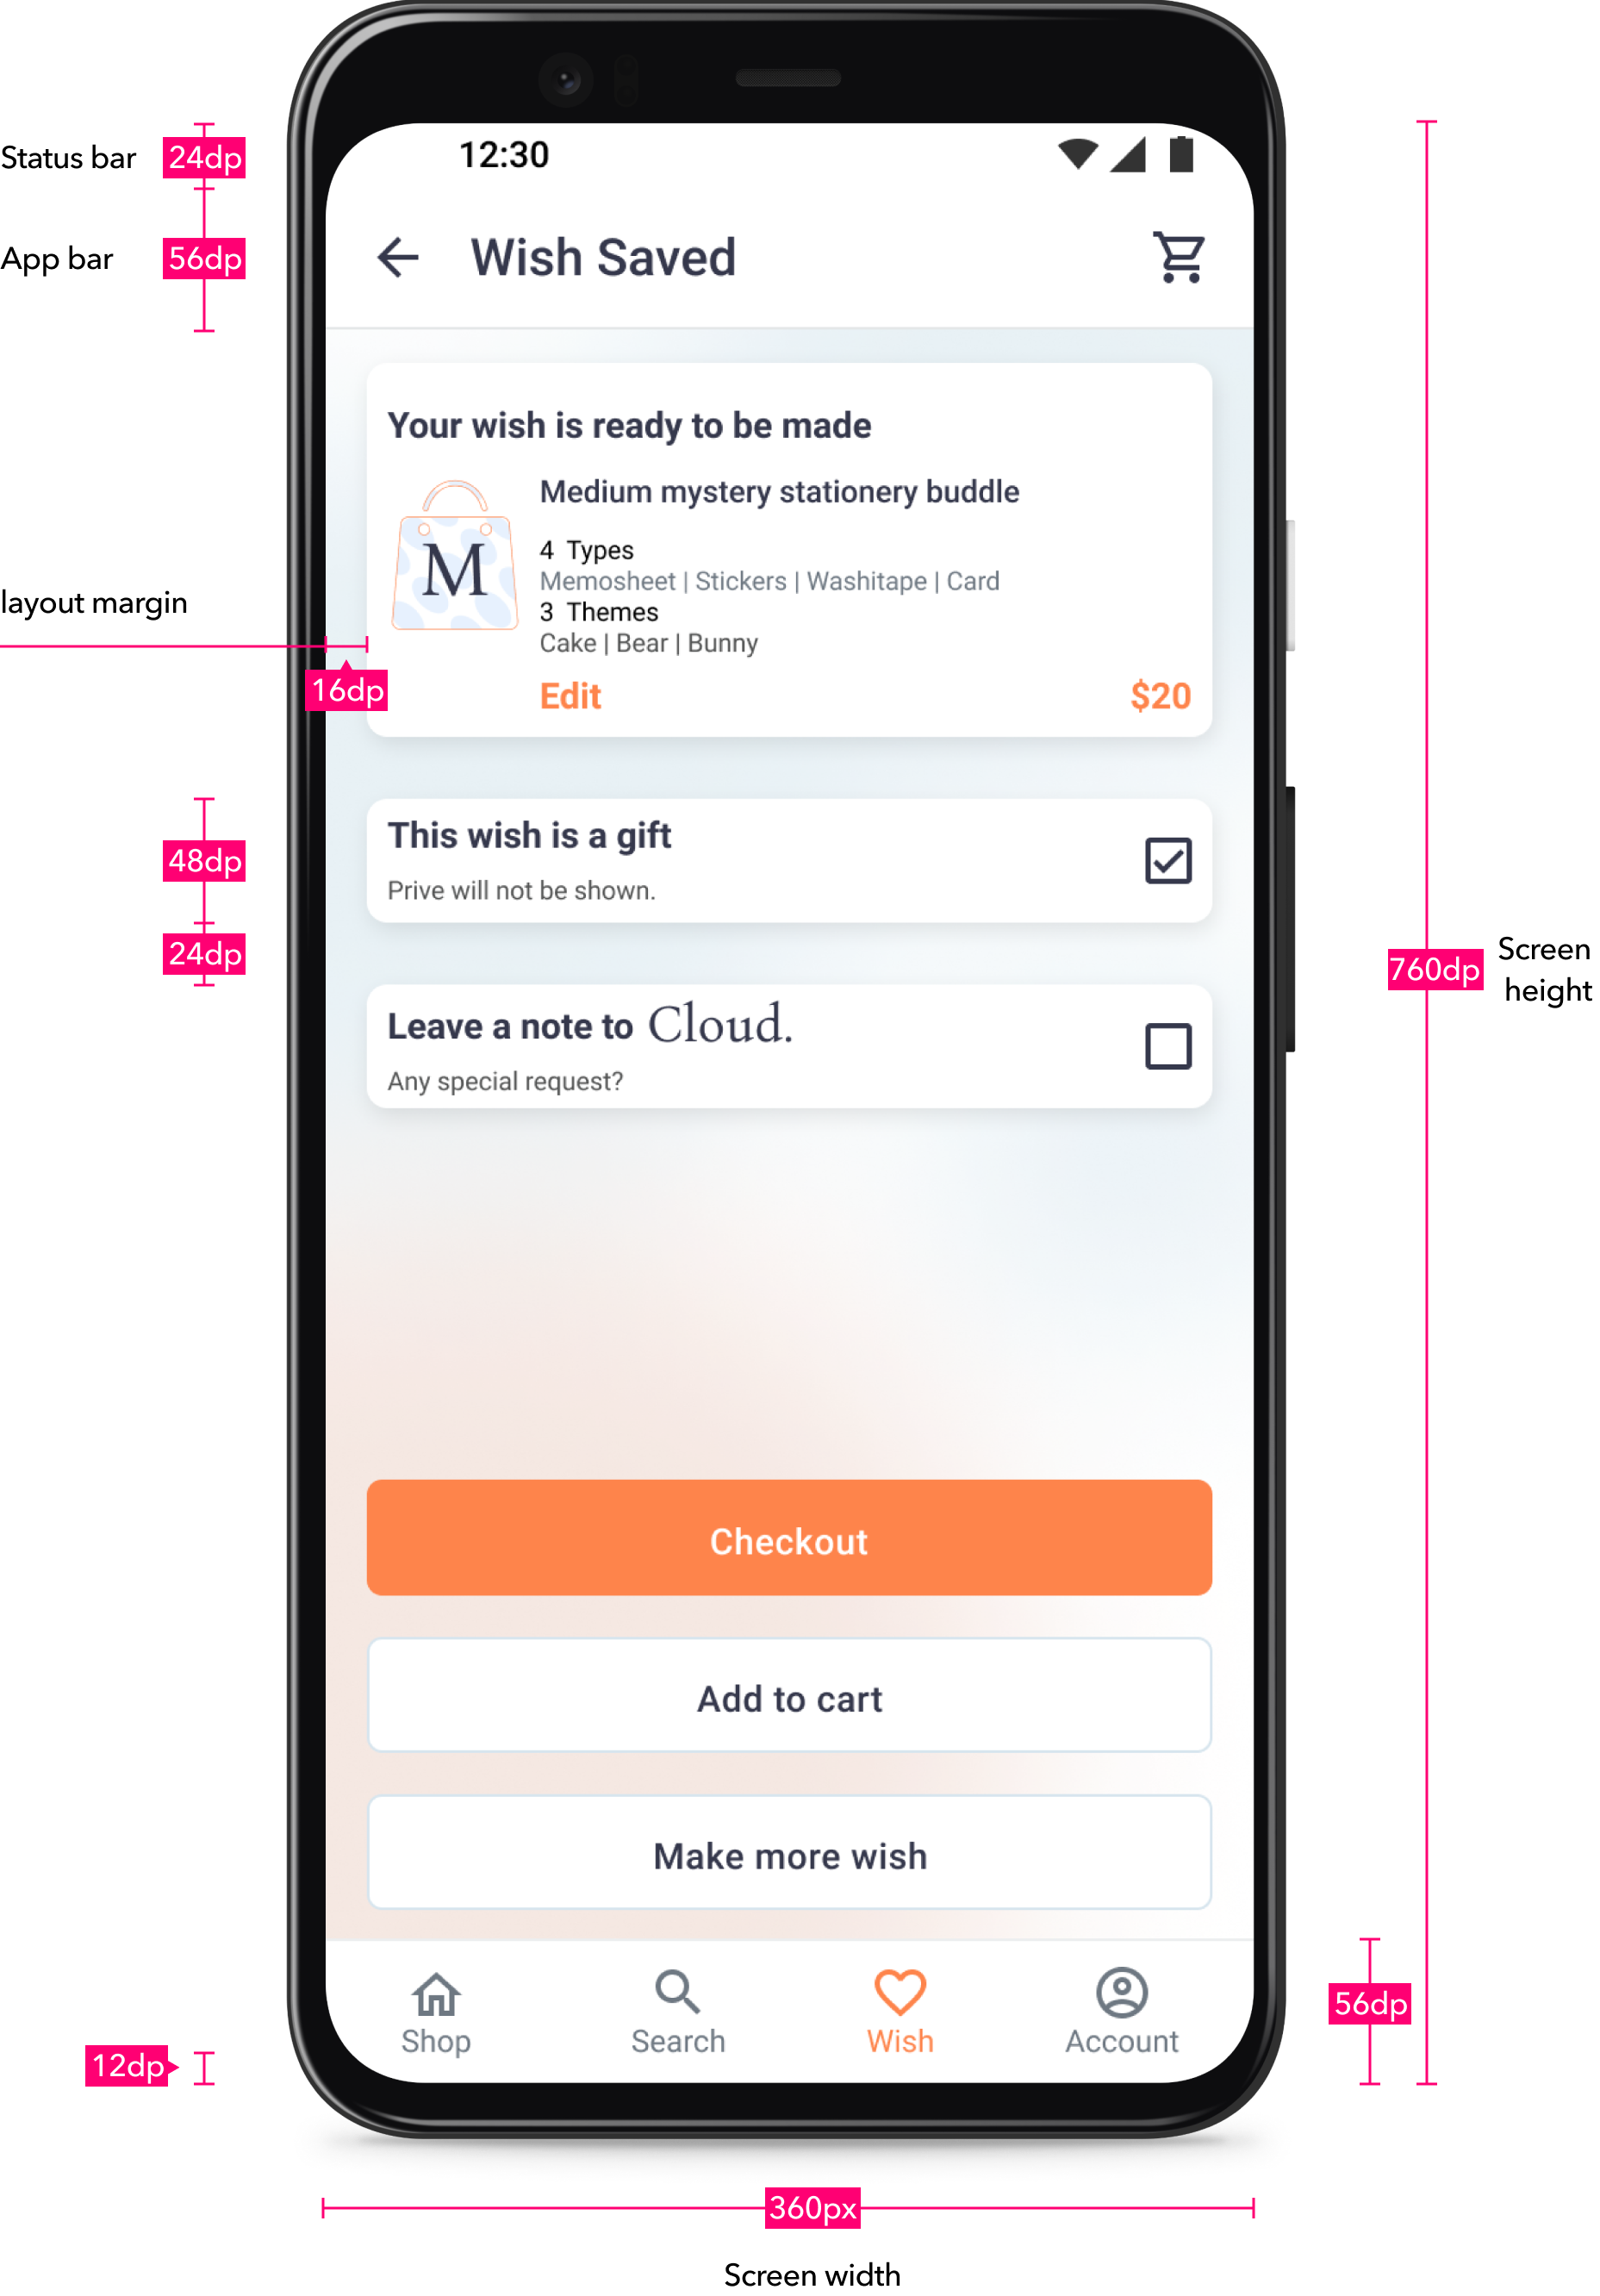 12:30
Status bar 24dp
App bar 56dp
Wish Saved
Your wish is ready to be made
M
Medium mystery stationery buddle
4 Types
Memosheet | Stickers | Washitape | Card
3 Themes
Cake | Bear | Bunny
layout margin
16dp
Edit $20
This wish is a gift
48dp
Prive will not be shown.
24dp
760dp
Screen
height
Leave a note to Cloud.
Any special request?
Checkout
Add to cart
Make more wish
56dp
Shop Search Wish Account
12dp
360px
Screen width